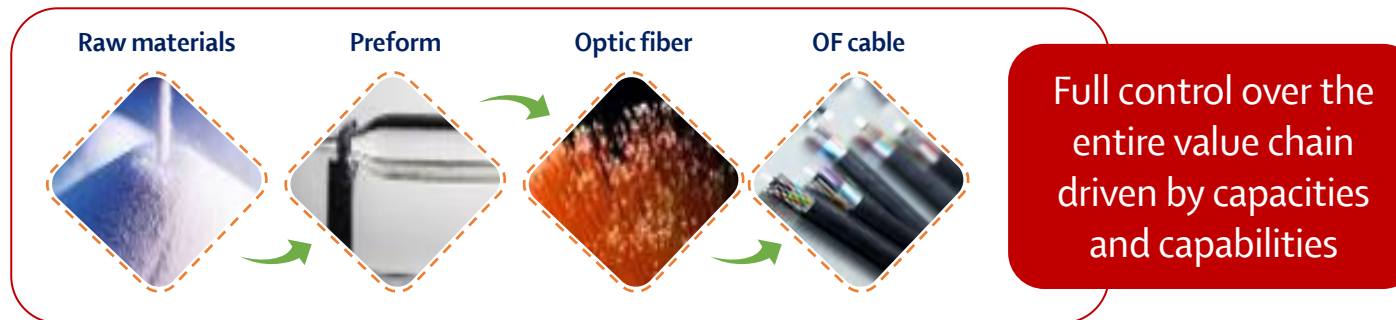 Raw materials
Preform
Optic fiber
OF cable
Full control over the
entire value chain
driven by capacities
and capabilities